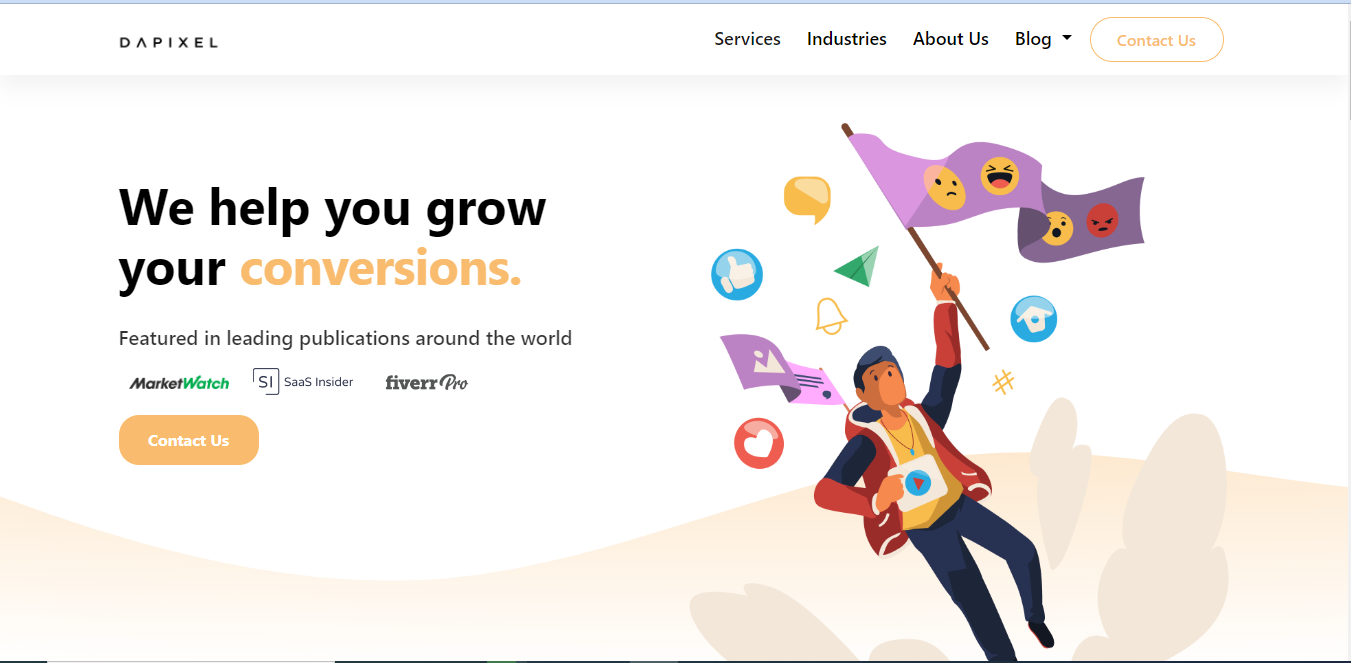 DAPIXEL
Services Industries About Us Blog Contact Us
We help you grow
your conversions.
Featured in leading publications around the world
MarketWatch SI SaaS Insider fiverr Pro
Contact Us